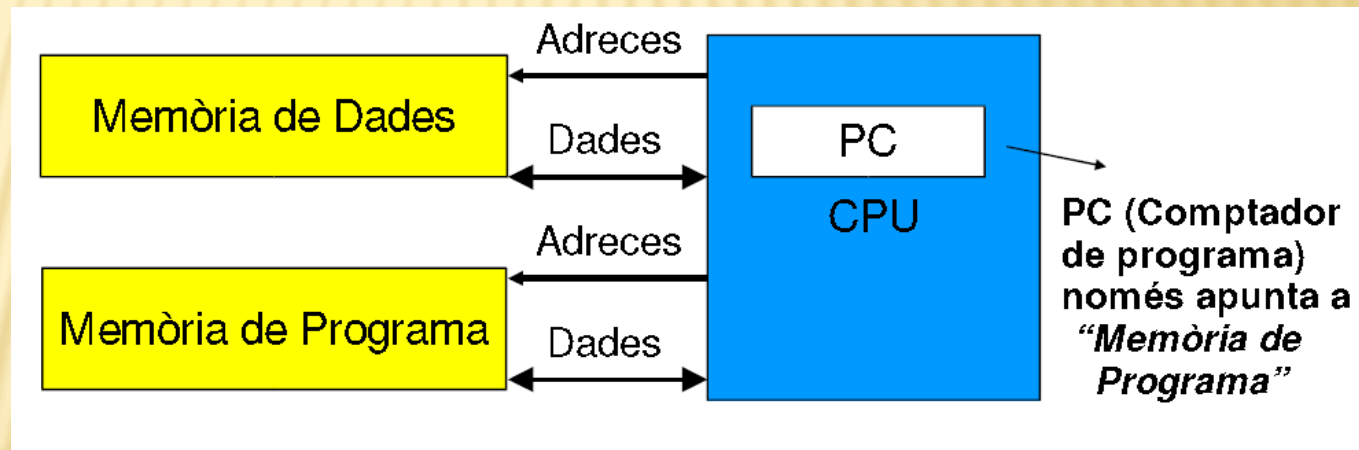 Adreces
Memòria de Dades
Dades
PC
CPU
Adreces
Memòria de Programa
Dades
PC (Comptador
de programa)
només apunta a
“Memòria de
Programa”